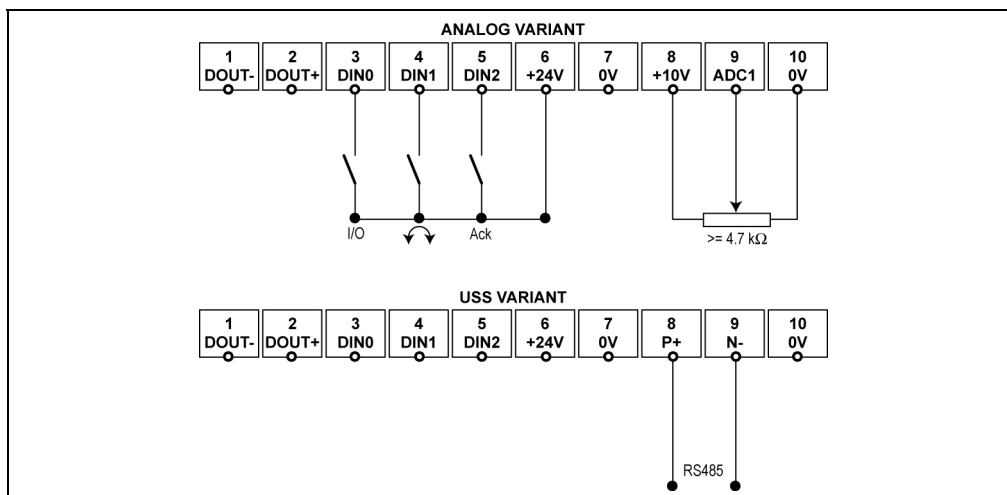 ANALOG VARIANT
1 2 3 4 5 6 7 8 9 10
DOUT- DOUT+ DIN0 DIN1 DIN2 +24V 0V +10V ADC1 0V
I/O Ack >= 4.7 kΩ
USS VARIANT
1 2 3 4 5 6 7 8 9 10
DOUT- DOUT+ DIN0 DIN1 DIN2 +24V 0V P+ N- 0V
RS485